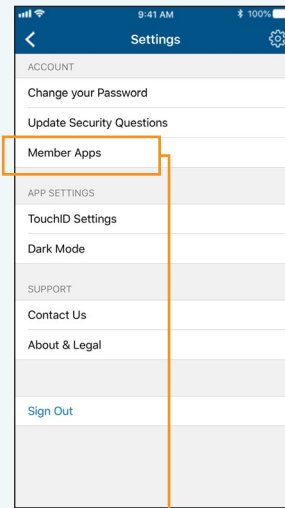 9:41 AM
100%
Settings
ACCOUNT
Change your Password
Update Security Questions
Member Apps
APP SETTINGS
TouchID Settings
Dark Mode
SUPPORT
Contact Us
About & Legal
Sign Out